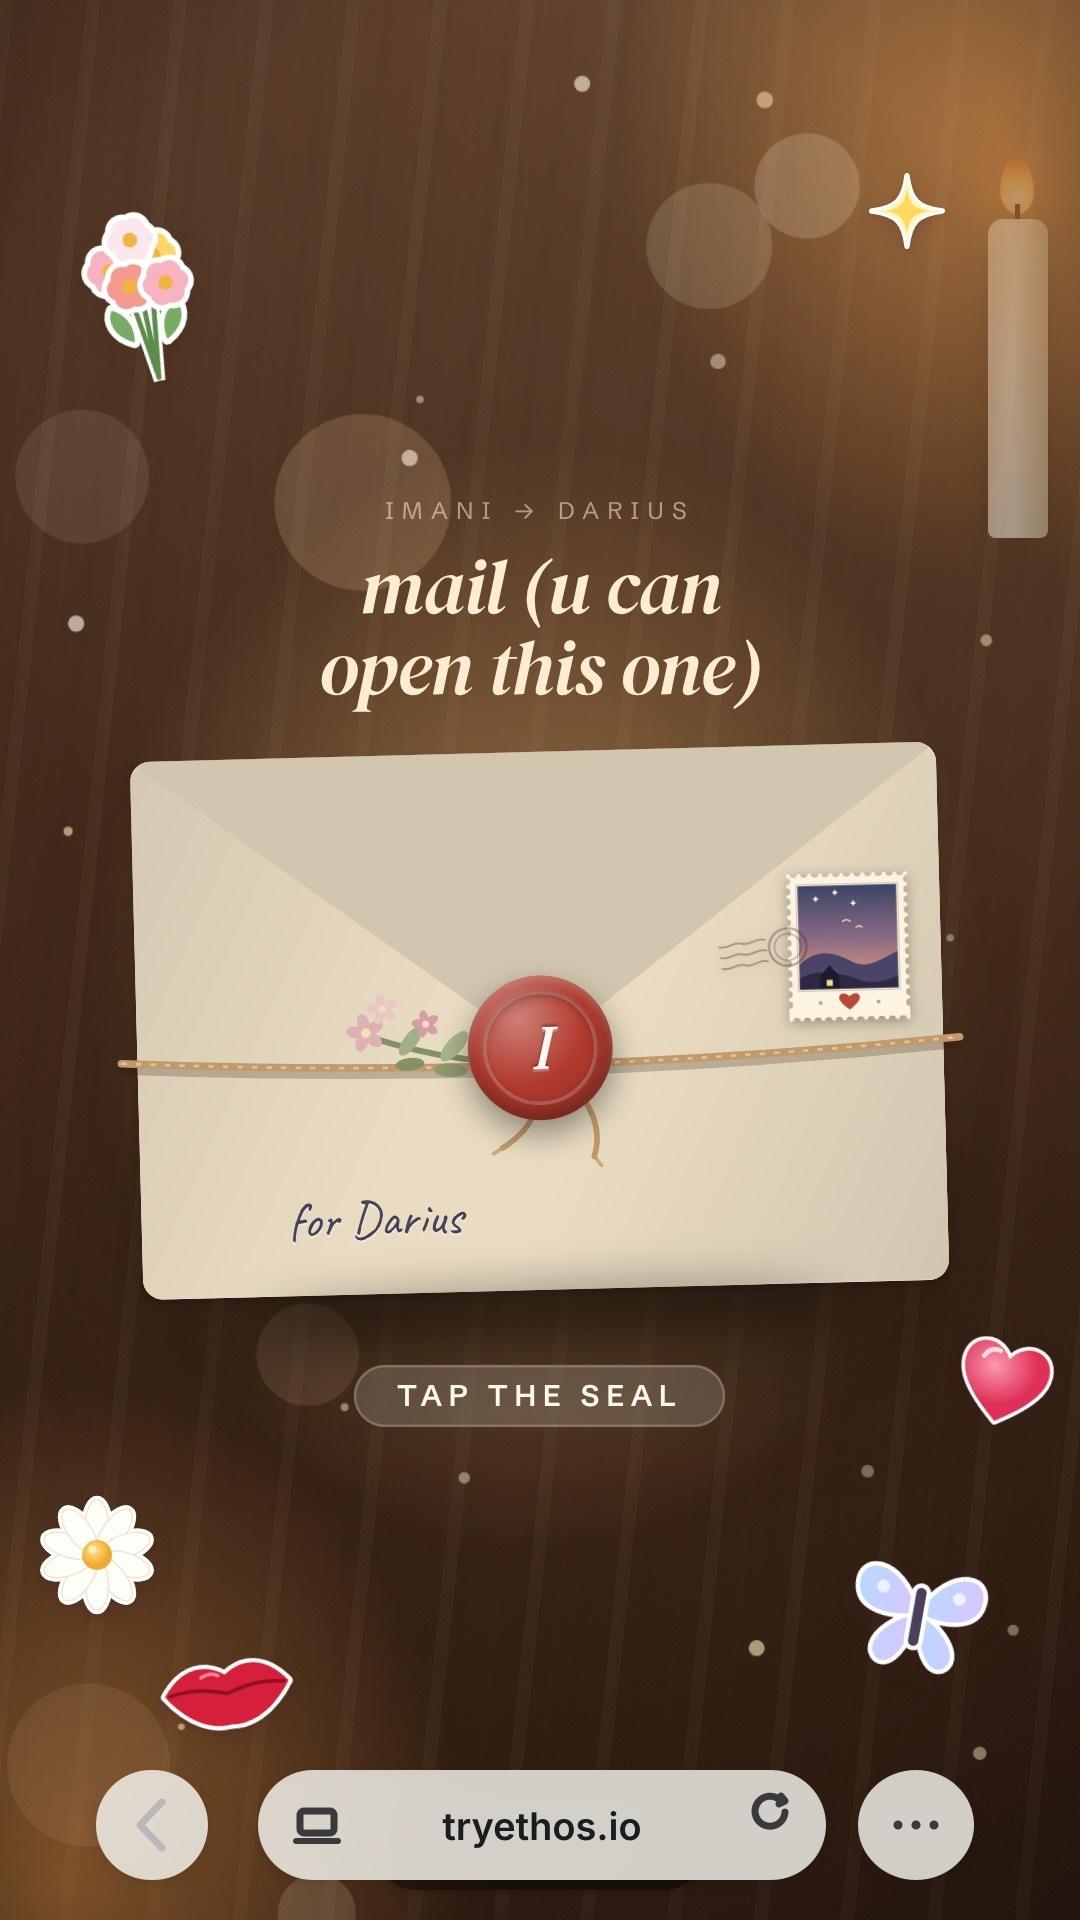 IMANI → DARIUS
mail (u can
open this one)
I
for Darius
TAP THE SEAL
tryethos.io